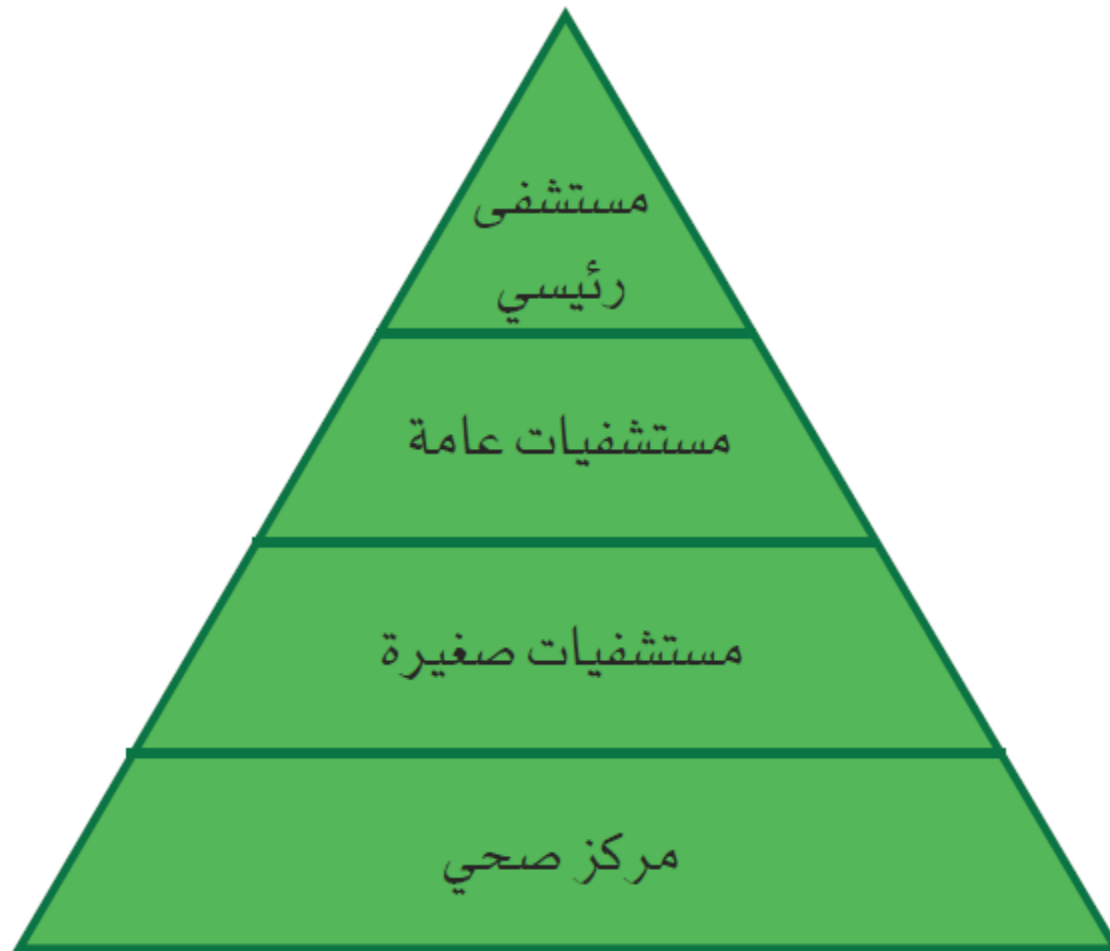 مستشفى
رئيسي
مستشفيات عامة
مستشفيات صغيرة
مركز صحي